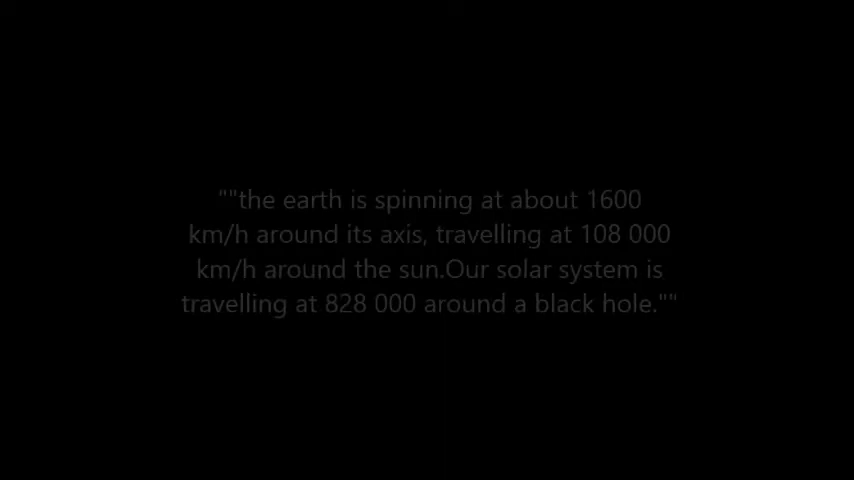 ""the earth is spinning at about 1600
km/h around its axis, travelling at 108 000
km/h around the sun.Our solar system is
travelling at 828 000 around a black hole.""